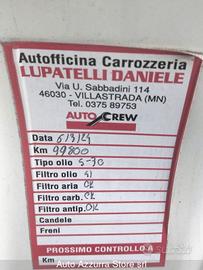 Autofficina Carrozzeria
LUPATELLI DANIELE
Via U. Sabbadini 114
46030 - VILLASTRADA (MN)
Tel. 0375 89753
AUTO CREW
Data 6/3/24
Km 99800
Tipo olio 5-30
Filtro olio SI
Filtro aria OK
Filtro carb. OK
Filtro antip. OK
Candele
Freni
PROSSIMO CONTROLLO A
Km
Auto Azzurra Store srl